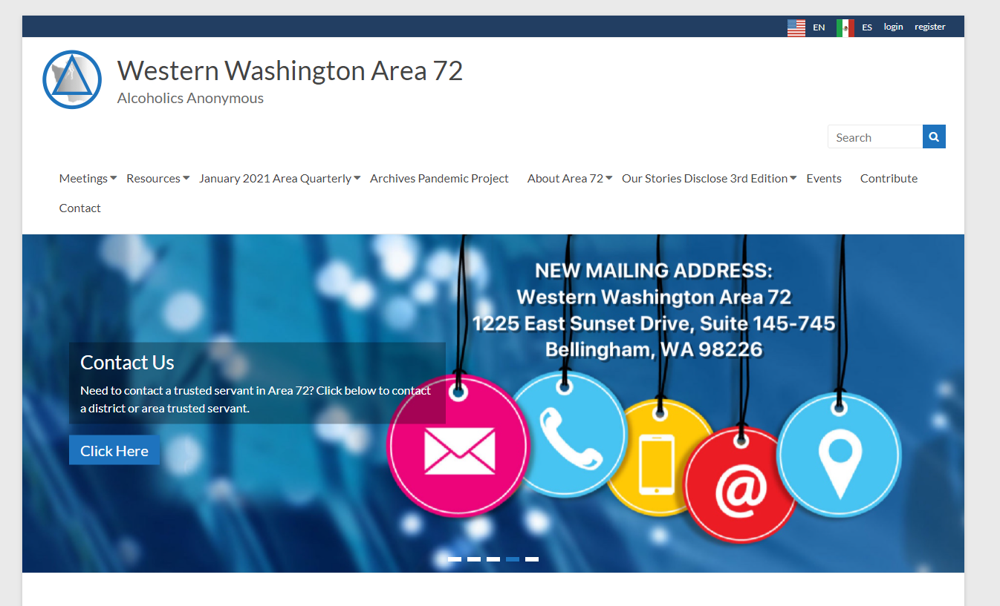 EN ES login register
Western Washington Area 72
Alcoholics Anonymous
Search
Meetings Resources January 2021 Area Quarterly Archives Pandemic Project About Area 72 Our Stories Disclose 3rd Edition Events Contribute
Contact
NEW MAILING ADDRESS:
Western Washington Area 72
1225 East Sunset Drive, Suite 145-745
Bellingham, WA 98226
Contact Us
Need to contact a trusted servant in Area 72? Click below to contact
a district or area trusted servant.
Click Here
@